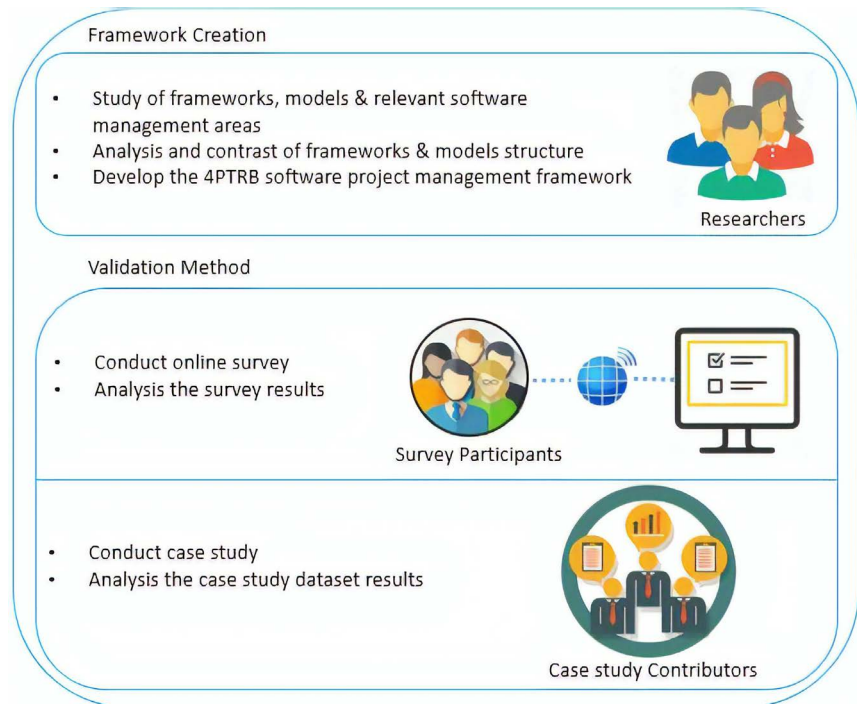 Framework Creation
• Study of frameworks, models & relevant software
management areas
• Analysis and contrast of frameworks & models structure
• Develop the 4PTRB software project management framework
Researchers
Validation Method
• Conduct online survey
• Analysis the survey results
Survey Participants
• Conduct case study
• Analysis the case study dataset results
Case study Contributors